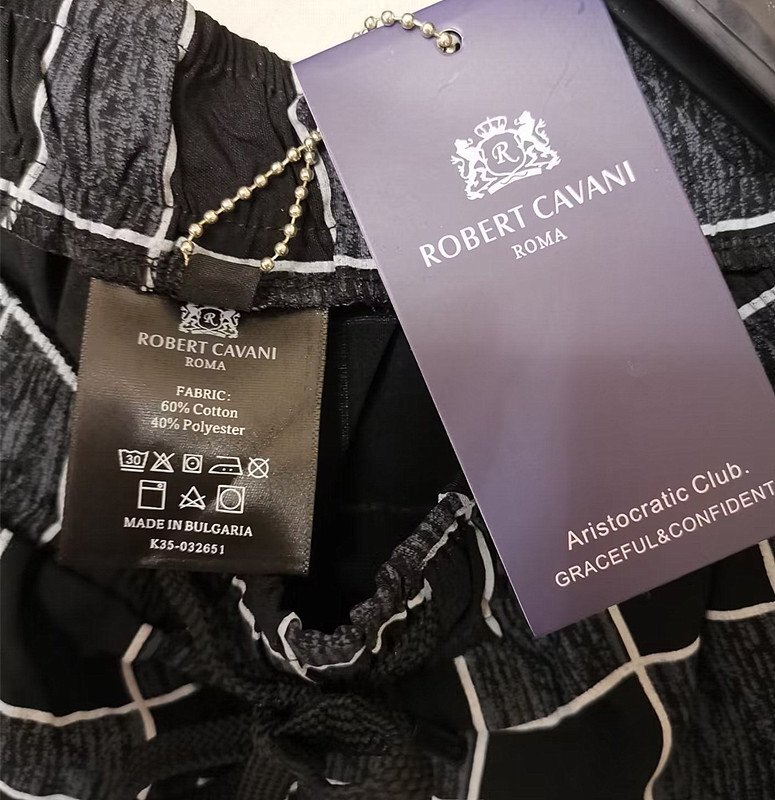 R
ROBERT CAVANI
ROMA
Aristocratic Club.
GRACEFUL&CONFIDENT
R
ROBERT CAVANI
ROMA
FABRIC:
60% Cotton
40% Polyester
30
MADE IN BULGARIA
K35-032651